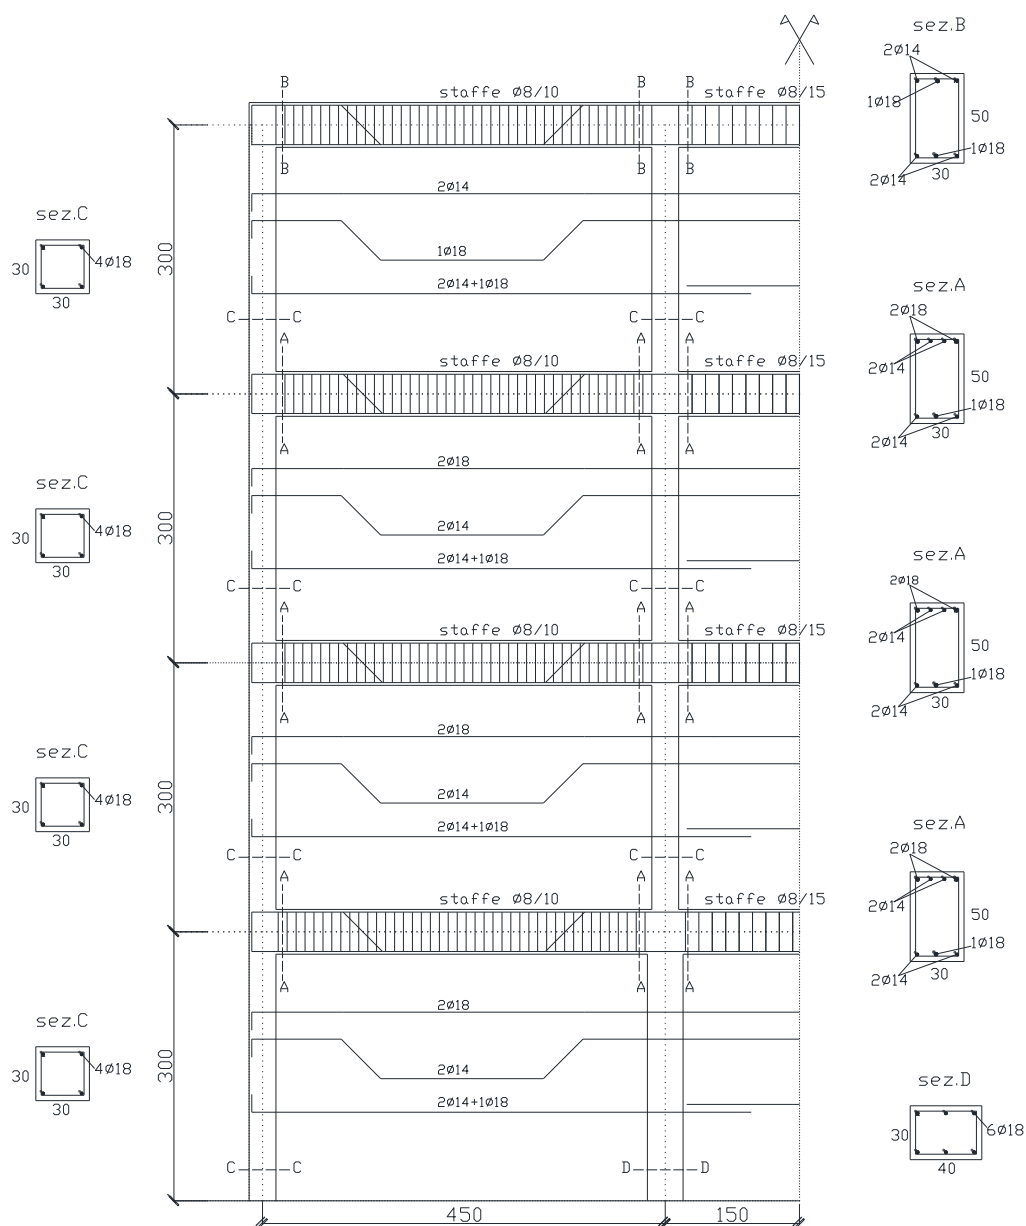 sez.B
2ø14
1ø18
50
1ø18
2ø14
30
B
B
B
staffe Ø8/10
staffe Ø8/15
B
B
B
2ø14
1ø18
2ø14+1ø18
sez.C
4ø18
30
30
300
C
C
C
C
sez.A
2ø18
2ø14
50
1ø18
2ø14
30
A
A
A
staffe Ø8/10
staffe Ø8/15
A
A
A
2ø18
2ø14
2ø14+1ø18
sez.C
4ø18
30
30
300
C
C
C
C
sez.A
2ø18
2ø14
50
1ø18
2ø14
30
A
A
A
staffe Ø8/10
staffe Ø8/15
A
A
A
2ø18
2ø14
2ø14+1ø18
sez.C
4ø18
30
30
300
C
C
C
C
sez.A
2ø18
2ø14
50
1ø18
2ø14
30
A
A
A
staffe Ø8/10
staffe Ø8/15
A
A
A
2ø18
2ø14
2ø14+1ø18
sez.C
4ø18
30
30
300
C
C
D
D
sez.D
30
6ø18
40
450
150